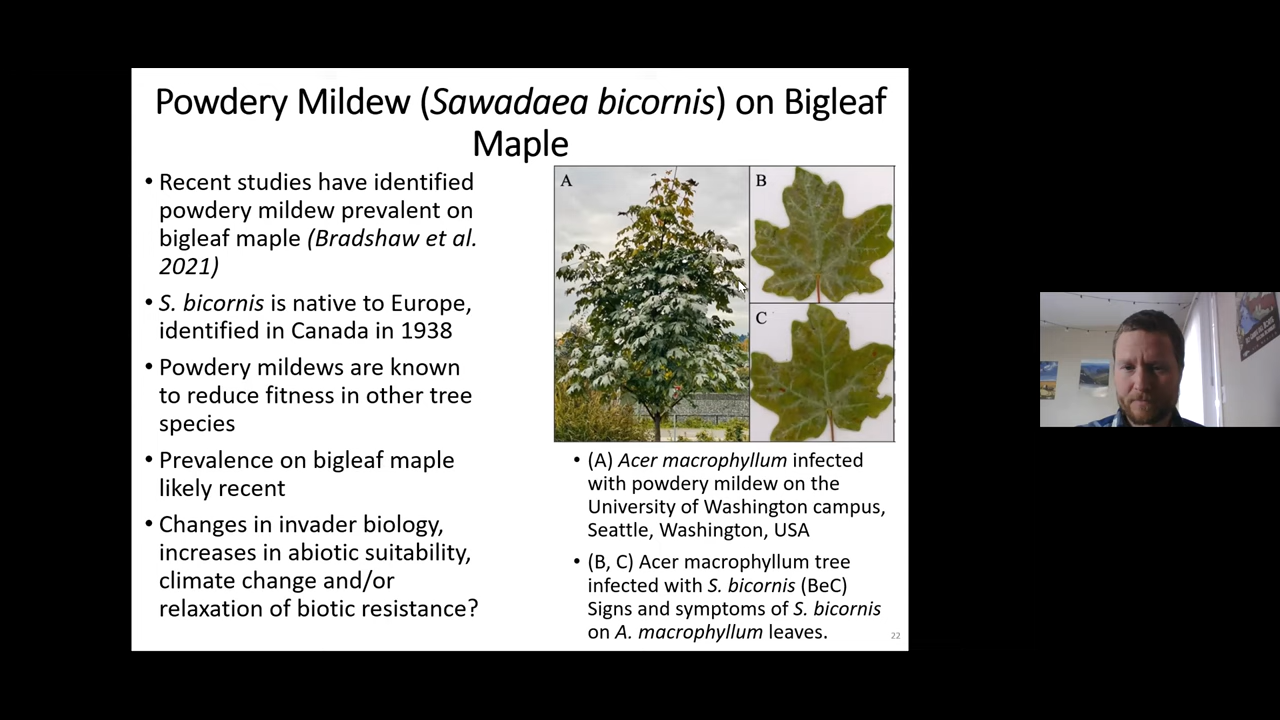 Powdery Mildew (Sawadaea bicornis) on Bigleaf
Maple
• Recent studies have identified
powdery mildew prevalent on
bigleaf maple (Bradshaw et al.
2021)
• S. bicornis is native to Europe,
identified in Canada in 1938
• Powdery mildews are known
to reduce fitness in other tree
species
• Prevalence on bigleaf maple
likely recent
• Changes in invader biology,
increases in abiotic suitability,
climate change and/or
relaxation of biotic resistance?
A
B
C
• (A) Acer macrophyllum infected
with powdery mildew on the
University of Washington campus,
Seattle, Washington, USA
• (B, C) Acer macrophyllum tree
infected with S. bicornis (BeC)
Signs and symptoms of S. bicornis
on A. macrophyllum leaves.
22